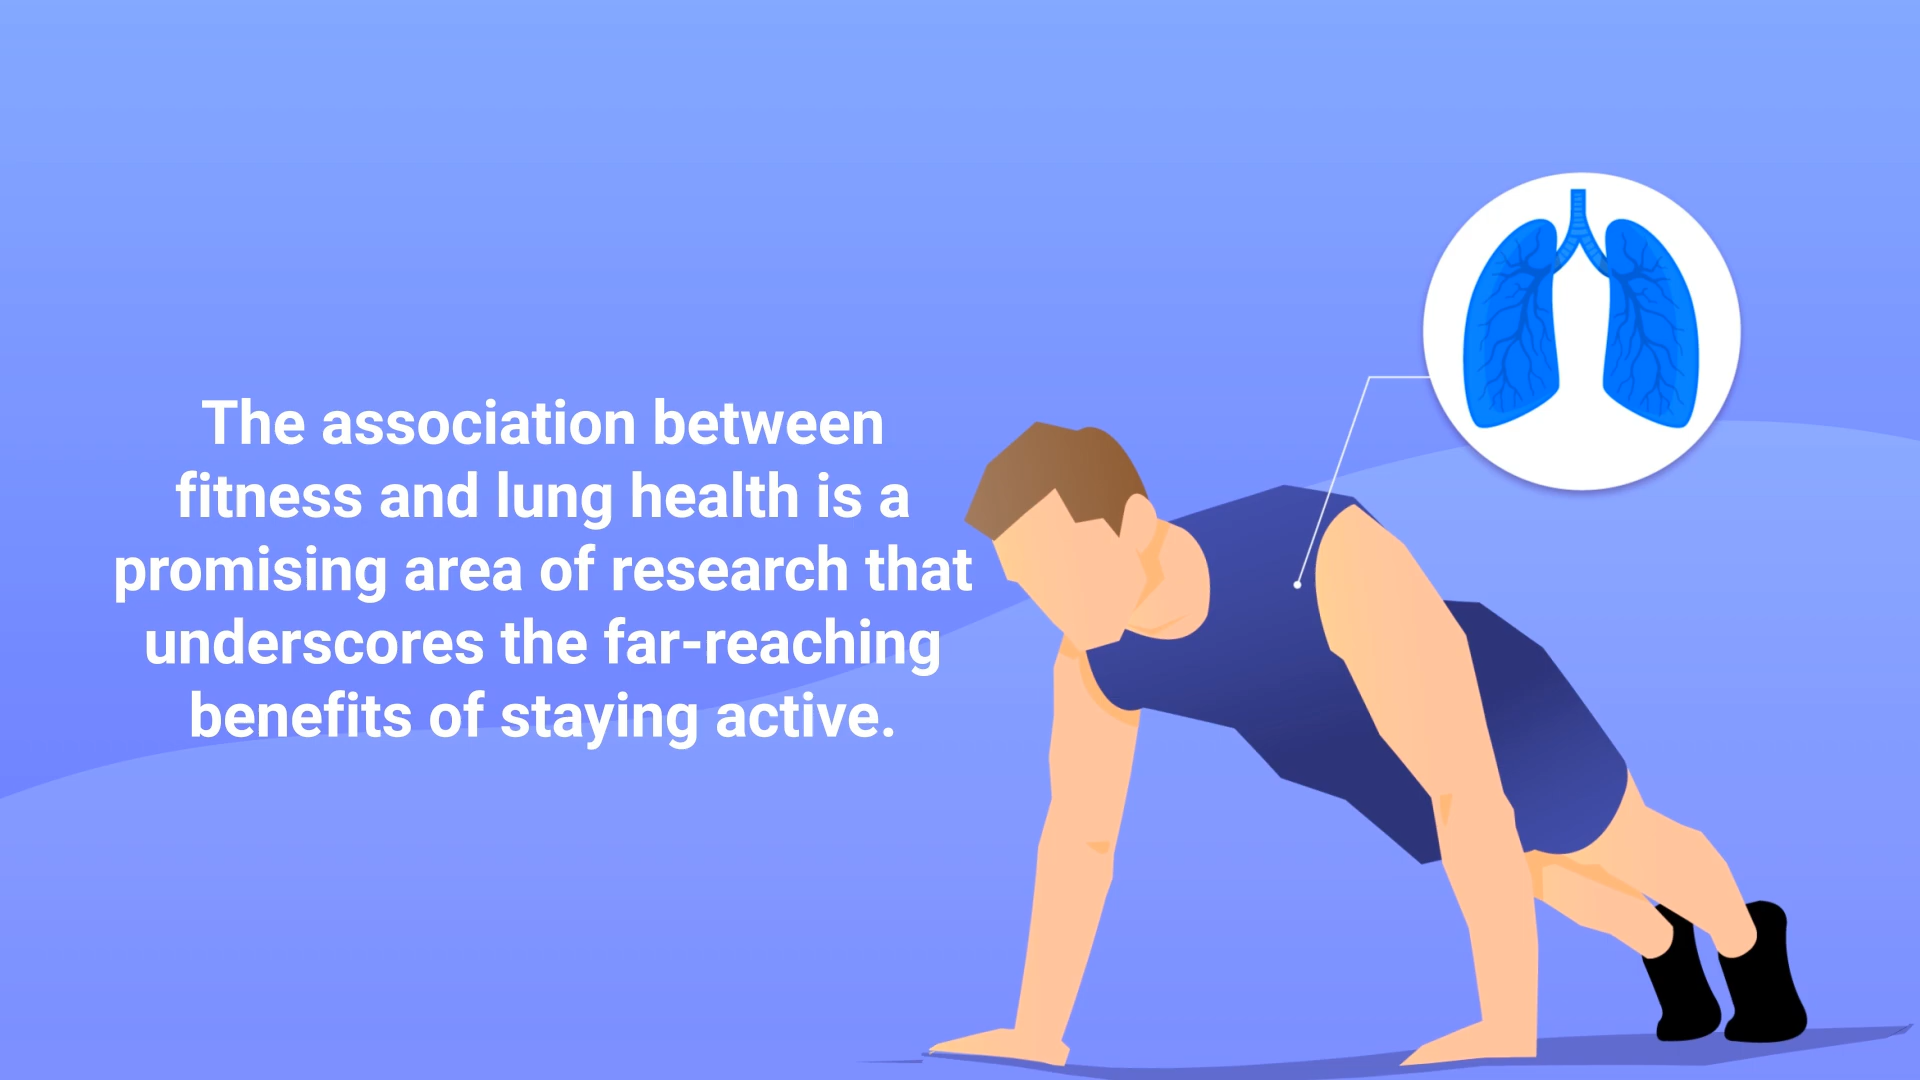 The association between
fitness and lung health is a
promising area of research that
underscores the far-reaching
benefits of staying active.